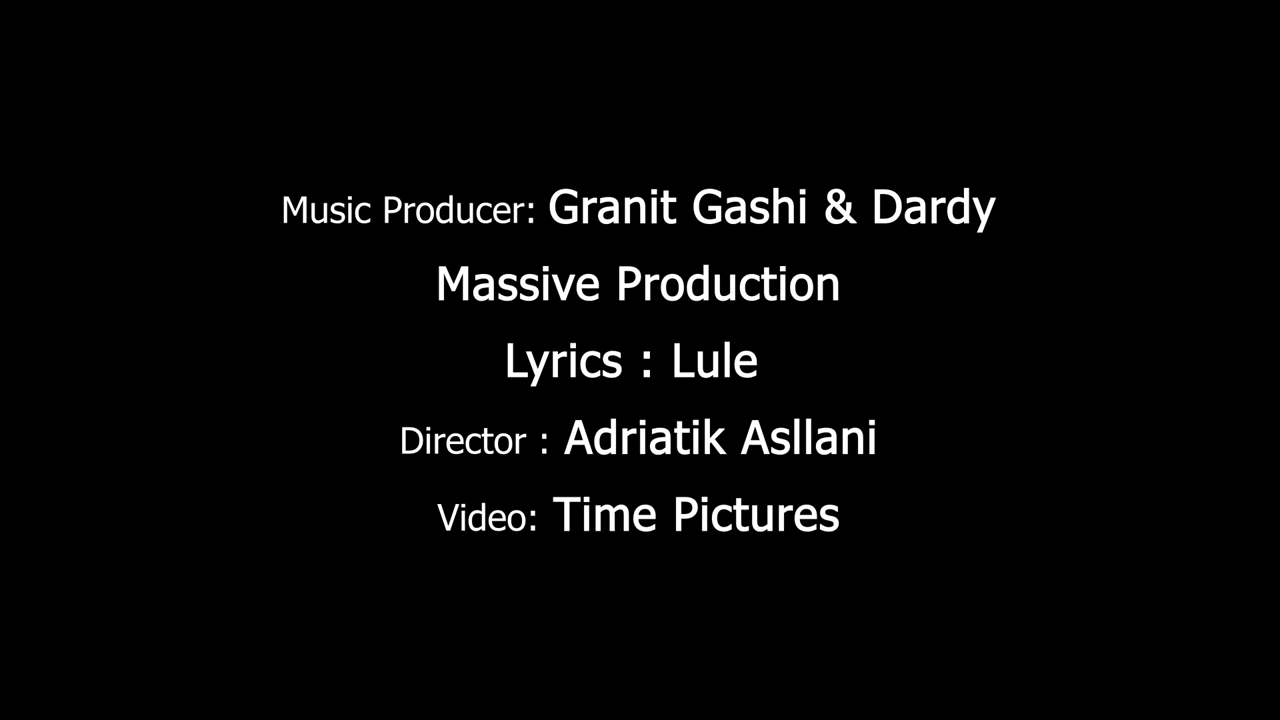 Music Producer: Granit Gashi & Dardy
Massive Production
Lyrics : Lule
Director : Adriatik Asllani
Video: Time Pictures